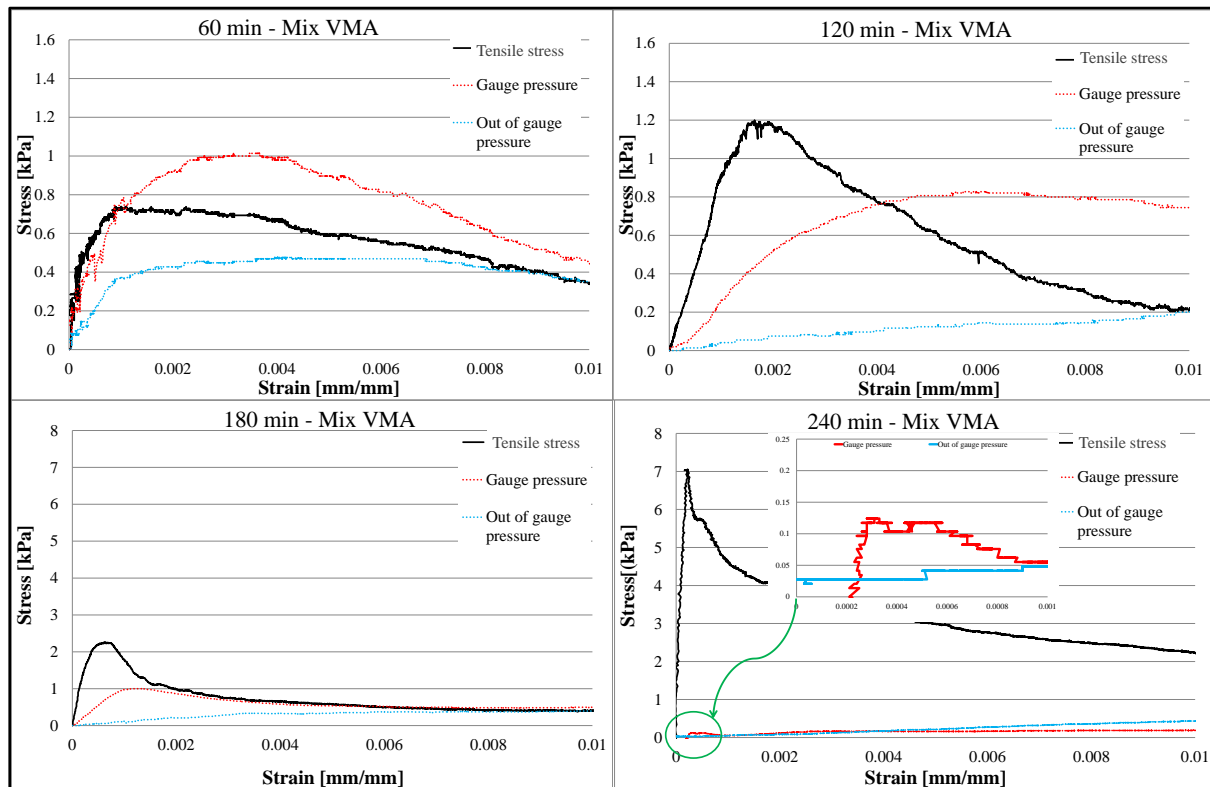 60 min - Mix VMA
1.6
1.4
1.2
1
0.8
0.6
0.4
0.2
0
Stress [kPa]
Tensile stress
Gauge pressure
Out of gauge
pressure
0 0.002 0.004 0.006 0.008 0.01
Strain [mm/mm]
120 min - Mix VMA
1.6
1.4
1.2
1
0.8
0.6
0.4
0.2
0
Stress [kPa]
Tensile stress
Gauge pressure
Out of gauge
pressure
0 0.002 0.004 0.006 0.008 0.01
Strain [mm/mm]
180 min - Mix VMA
8
7
6
5
4
3
2
1
0
Stress [kPa]
Tensile stress
Gauge pressure
Out of gauge
pressure
0 0.002 0.004 0.006 0.008 0.01
Strain [mm/mm]
240 min - Mix VMA
8
7
6
5
4
3
2
1
0
Stress[(kPa]
Tensile stress
Gauge pressure
Out of gauge
pressure
Gauge pressure Out of gauge pressure
0.25
0.2
0.15
0.1
0.05
0
0 0.0002 0.0004 0.0006 0.0008 0.001
0 0.002 0.004 0.006 0.008 0.01
Strain [mm/mm]